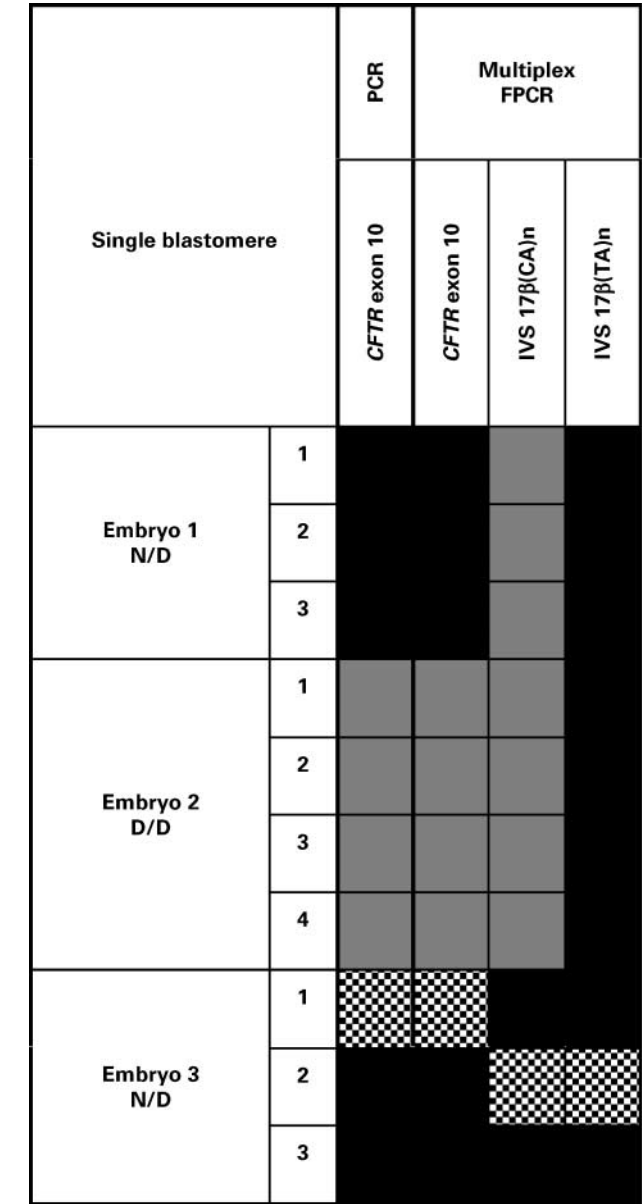 PCR
Multiplex
FPCR
Single blastomere
CFTR exon 10
CFTR exon 10
IVS 17β(CA)n
IVS 17β(TA)n
Embryo 1
N/D
1
2
3
Embryo 2
D/D
1
2
3
4
Embryo 3
N/D
1
2
3